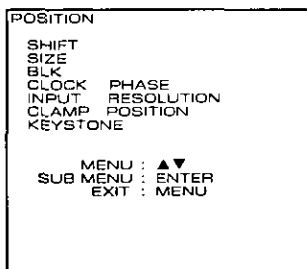 POSITION
SHIFT
SIZE
BLK
CLOCK PHASE
INPUT RESOLUTION
CLAMP POSITION
KEYSTONE
MENU : ▲▼
SUB MENU : ENTER
EXIT : MENU